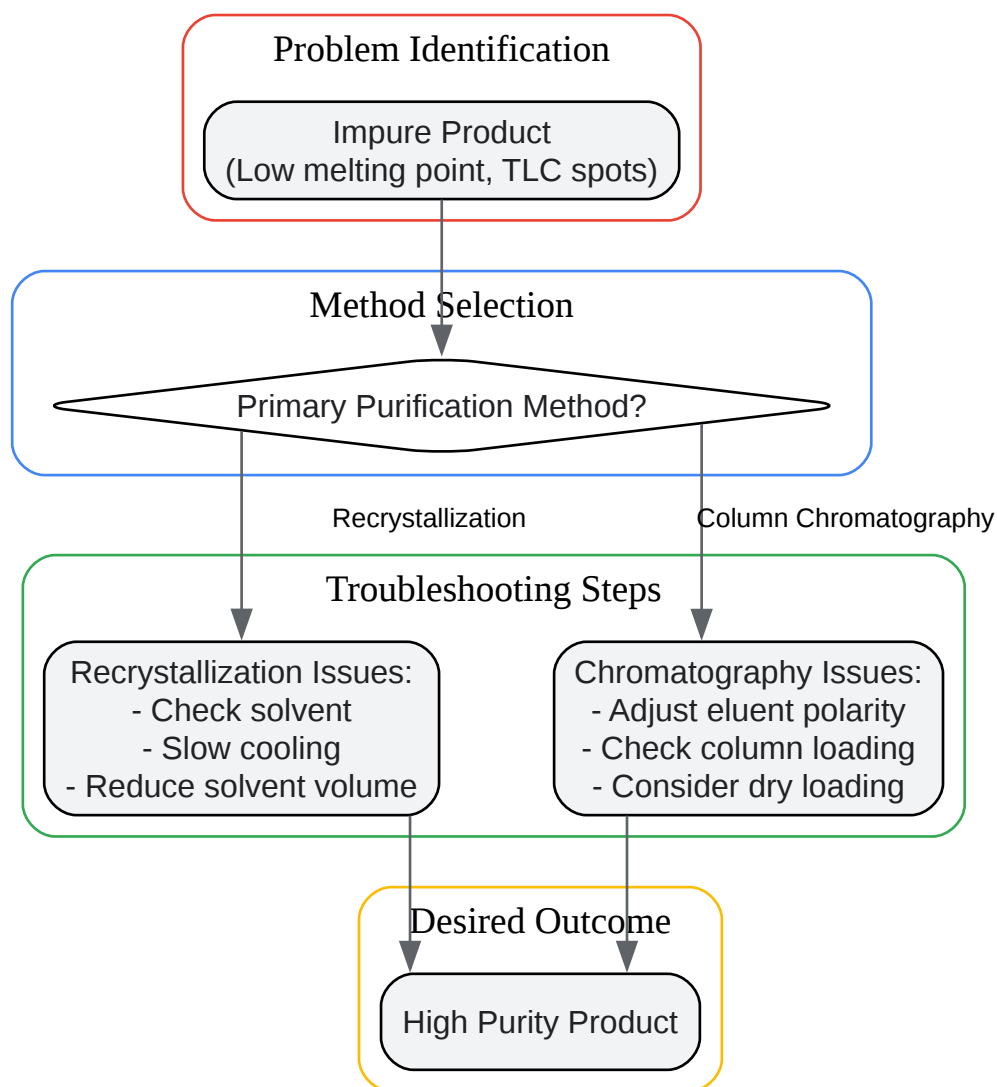 Problem Identification
Impure Product
(Low melting point, TLC spots)
Method Selection
Primary Purification Method?
Recrystallization
Column Chromatography
Troubleshooting Steps
Recrystallization Issues:
- Check solvent
- Slow cooling
- Reduce solvent volume
Chromatography Issues:
- Adjust eluent polarity
- Check column loading
- Consider dry loading
Desired Outcome
High Purity Product